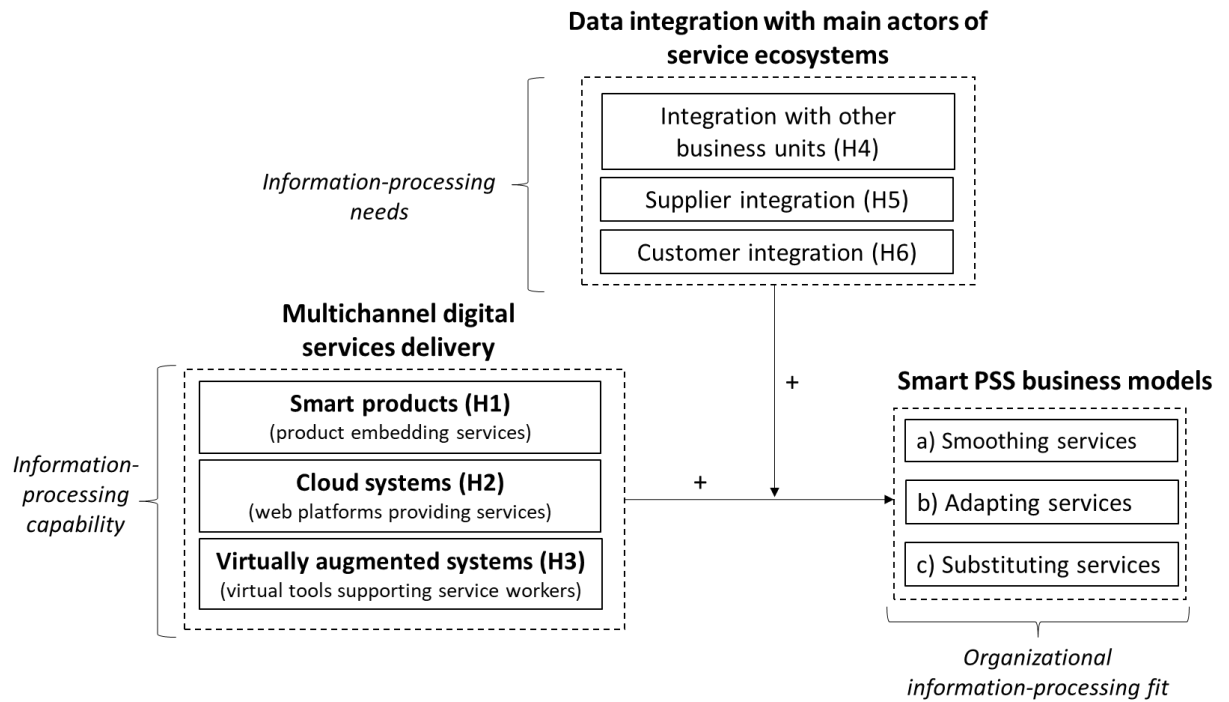 Data integration with main actors of
service ecosystems
Integration with other
business units (H4)
Supplier integration (H5)
Customer integration (H6)
Information-processing
needs
Multichannel digital
services delivery
Smart products (H1)
(product embedding services)
Cloud systems (H2)
(web platforms providing services)
Virtually augmented systems (H3)
(virtual tools supporting service workers)
Information-
processing
capability
+
+
Smart PSS business models
a) Smoothing services
b) Adapting services
c) Substituting services
Organizational
information-processing fit